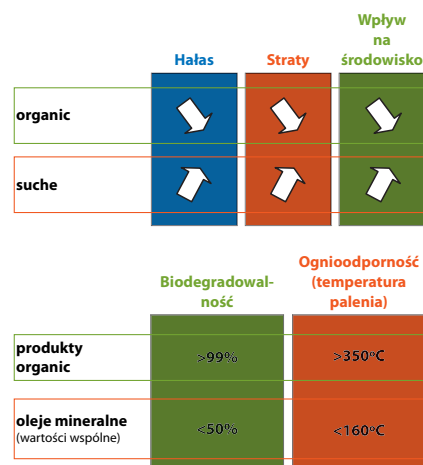 Wpływ
na
Hałas Straty środowisko
organic
suche
Ognioodporność
Biodegradowal- (temperatura
ność palenia)
produkty
organic >99% >350°C
oleje mineralne
(wartości wspólne) <50% <160°C